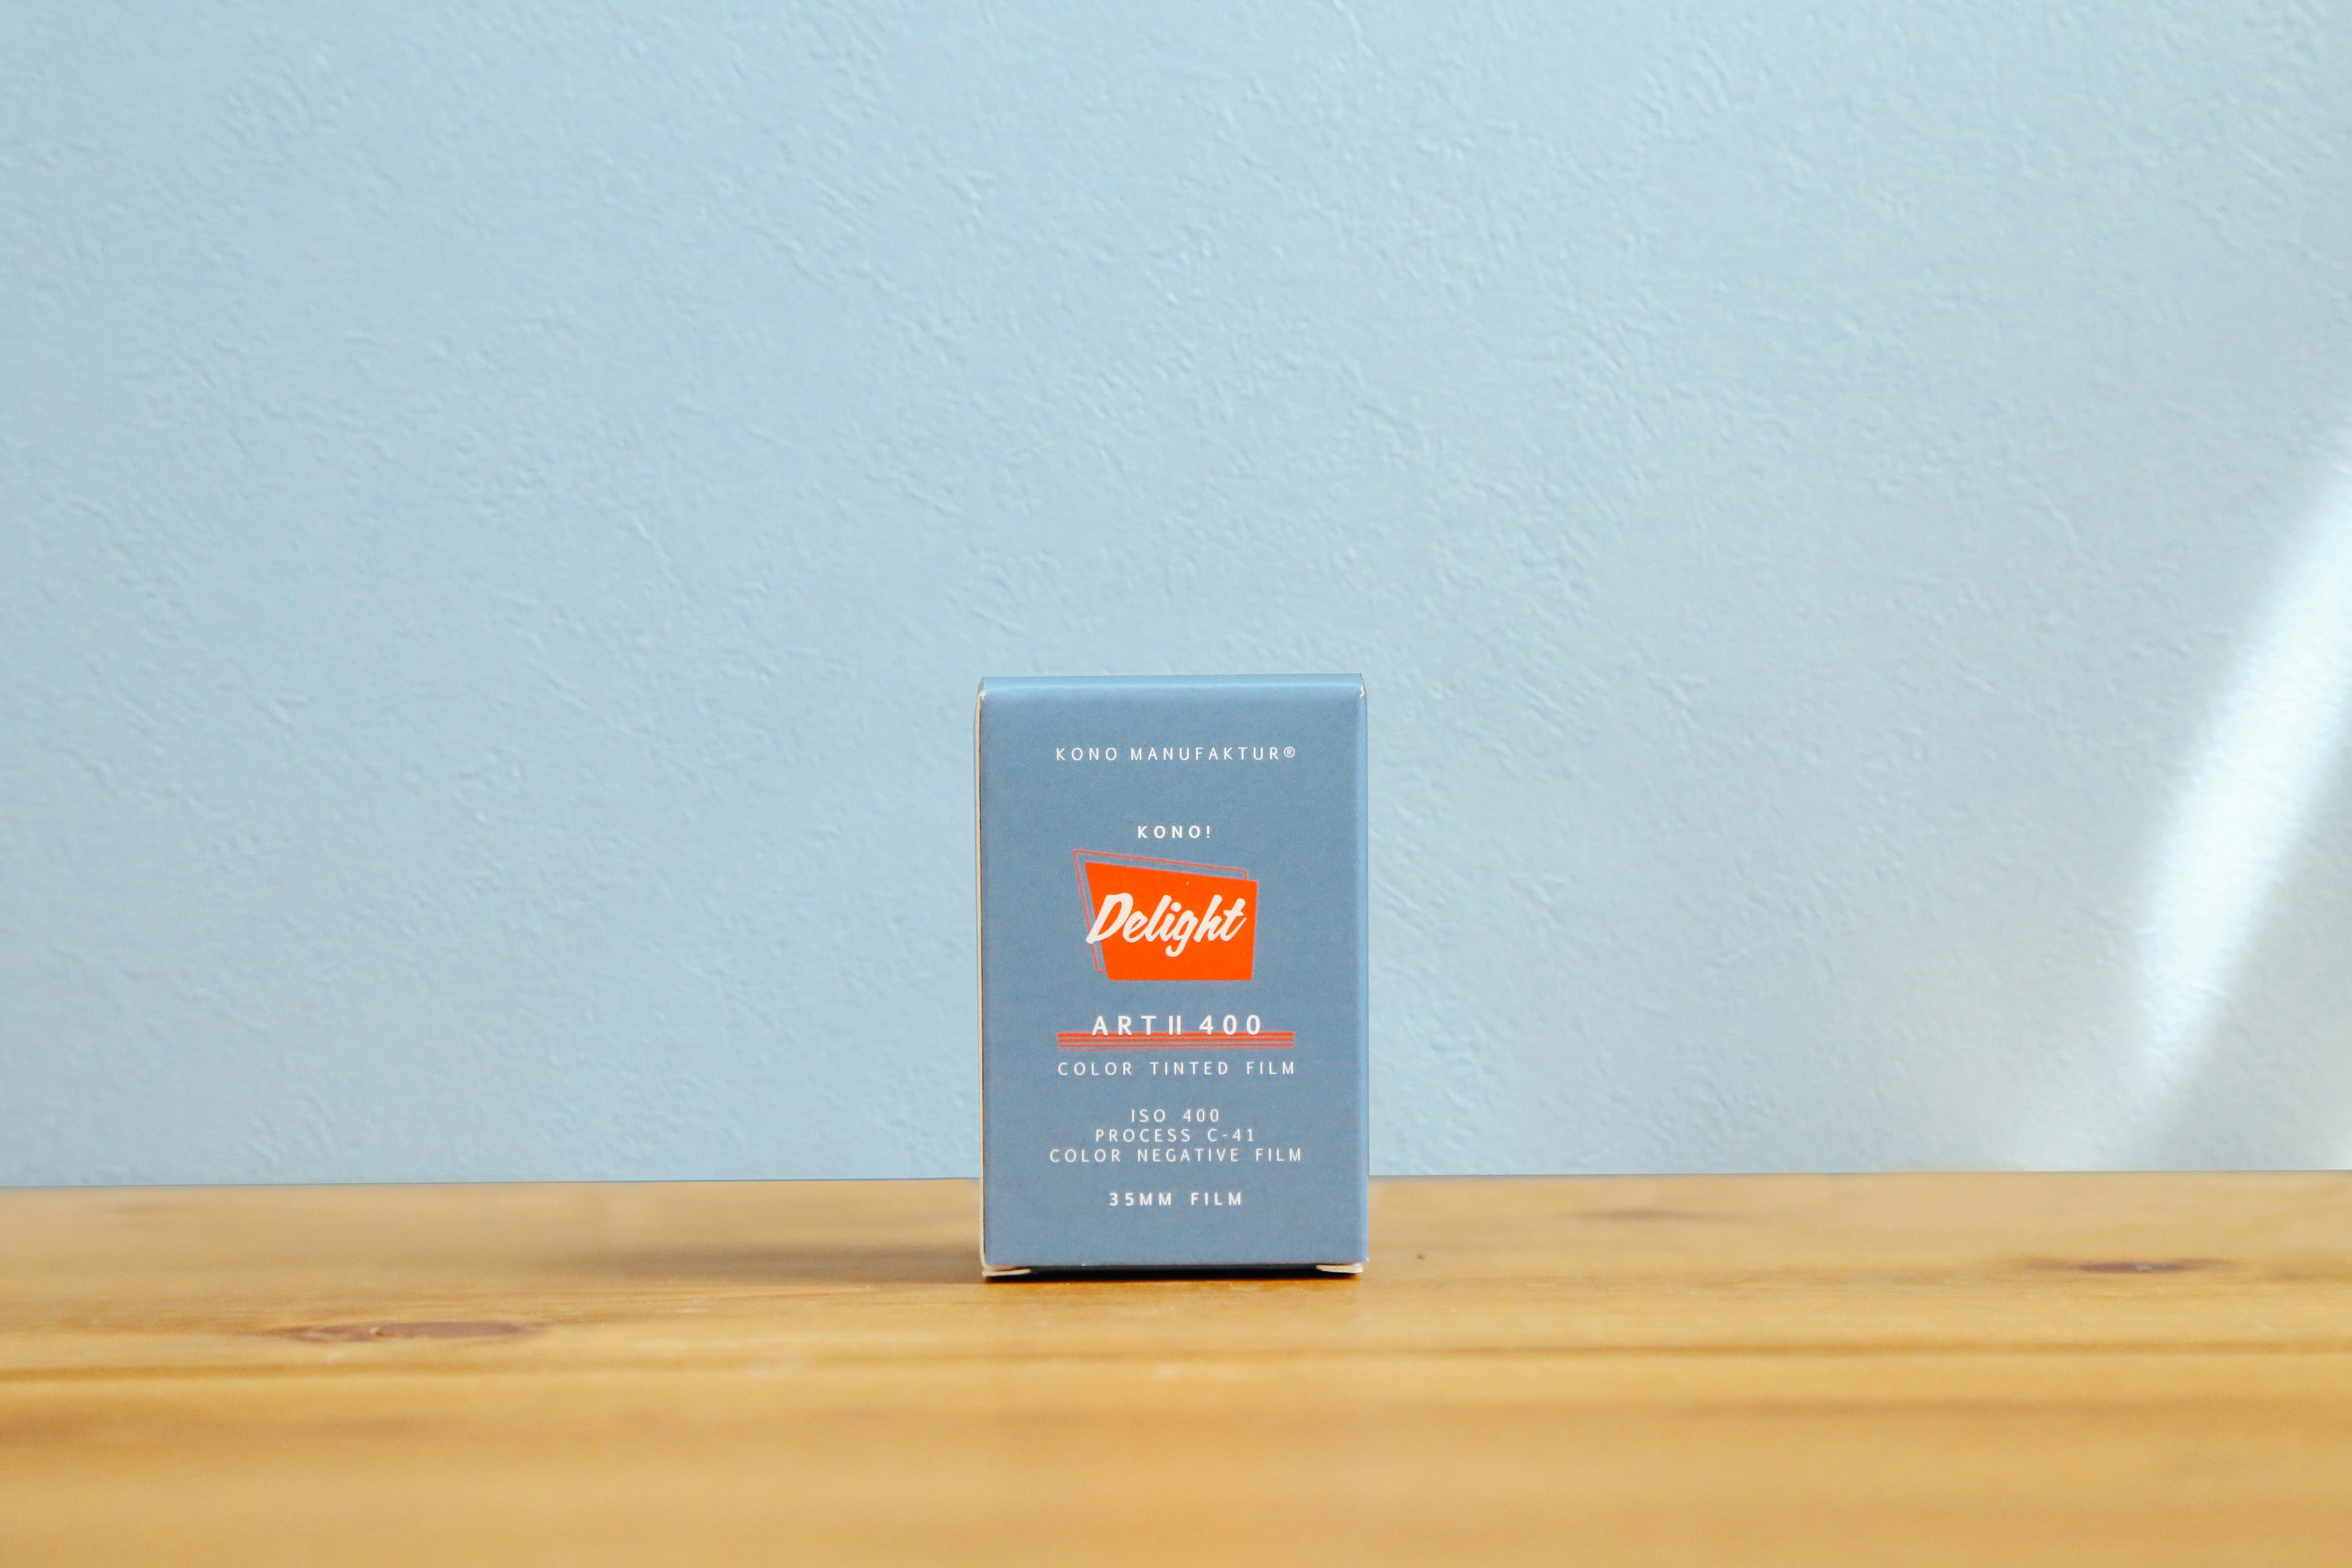 KONO MANUFAKTUR®
KONO!
Delight
ART II 400
COLOR TINTED FILM
ISO 400
PROCESS C-41
COLOR NEGATIVE FILM
35MM FILM